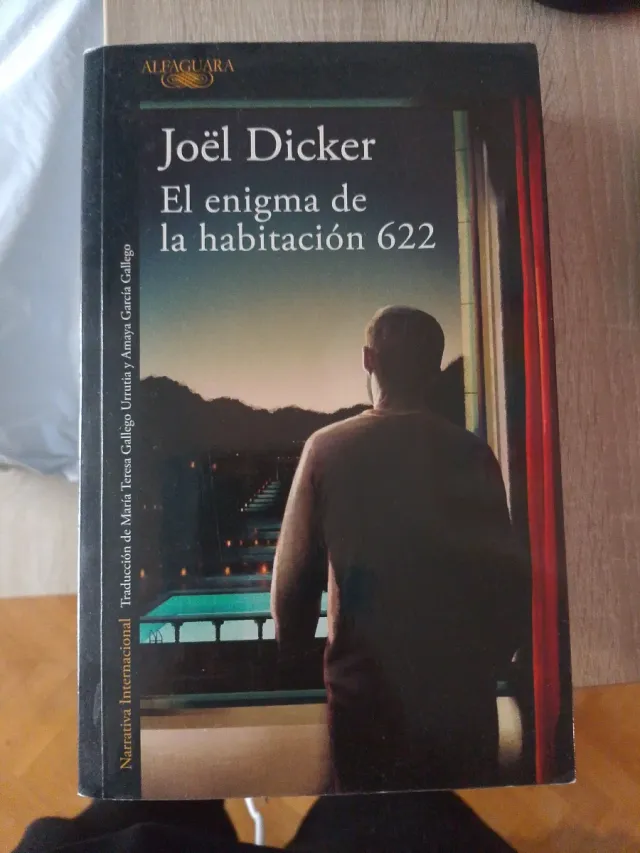 ALFAGUARA
Joël Dicker
El enigma de
la habitación 622
Narrativa Internacional Traducción de María Teresa Gallego Urrutia y Amaya García Gallego